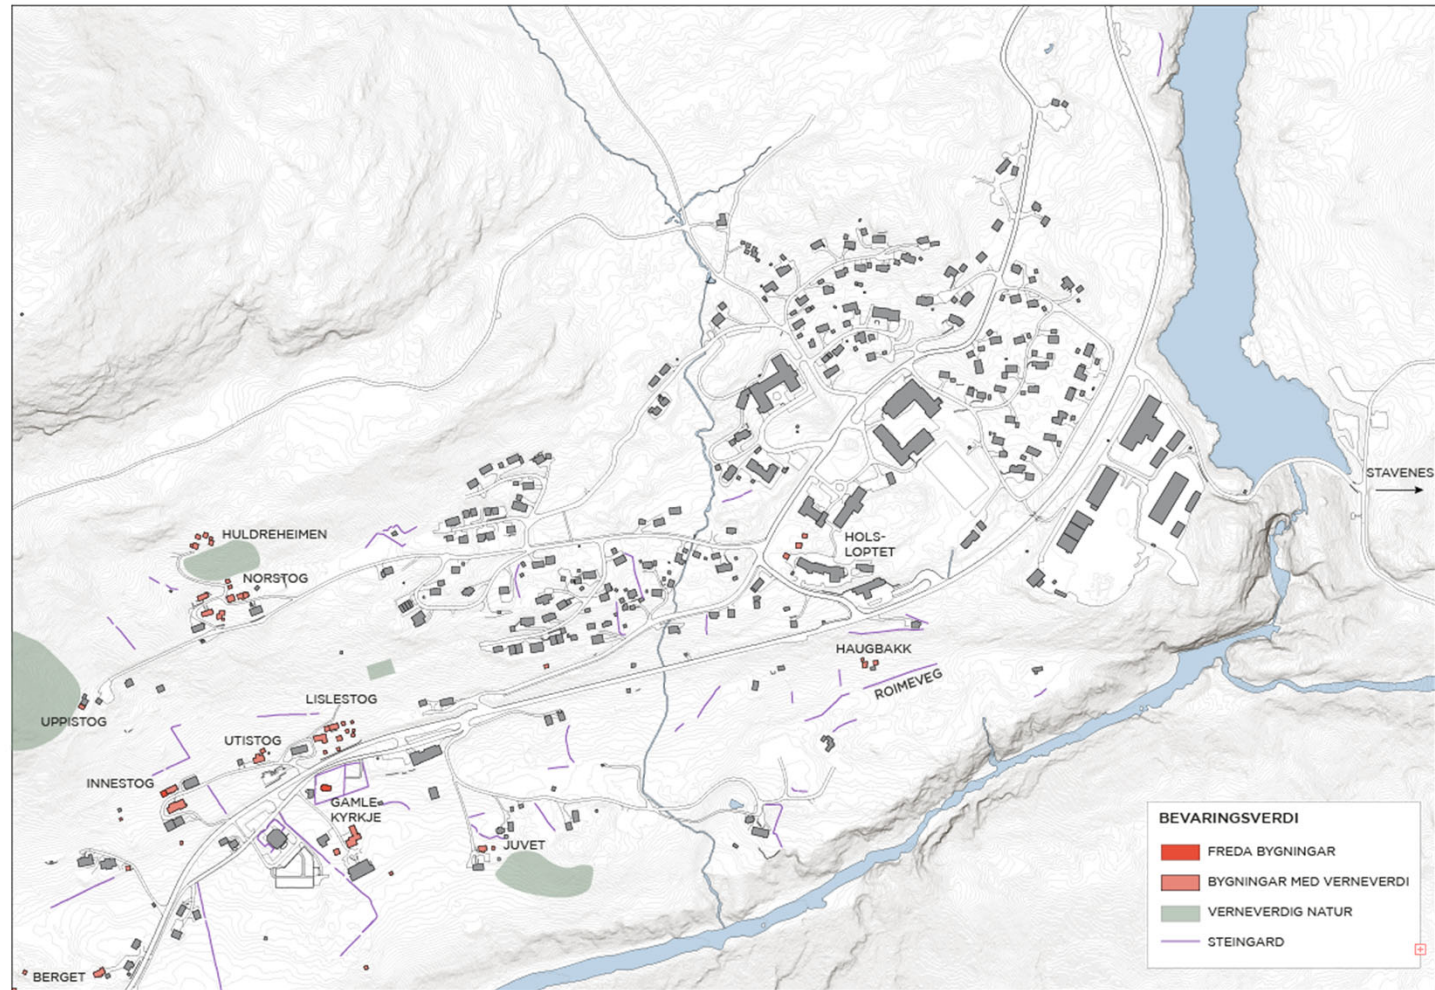 STAVENES
HULDREHEIMEN
HOLS-
LOPTET
NORSTOG
HAUGBAKK
ROIMEVEG
LISLESTOG
UPPISTOG
UTISTOG
INNESTOG
GAMLE
KYRKJE
JUVET
BERGET
BEVARINGSVERDI
FREDA BYGNINGAR
BYGNINGAR MED VERNEVERDI
VERNEVERDIG NATUR
STEINGARD